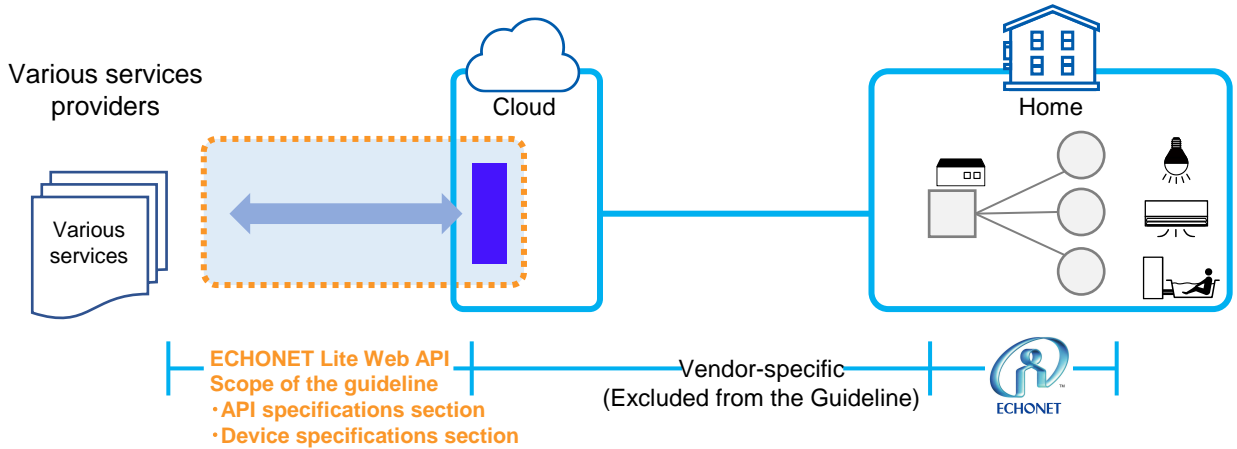 Various services
providers
Cloud
Home
Various
services
ECHONET Lite Web API
Scope of the guideline
・API specifications section
・Device specifications section
Vendor-specific
(Excluded from the Guideline)
TM
ECHONET